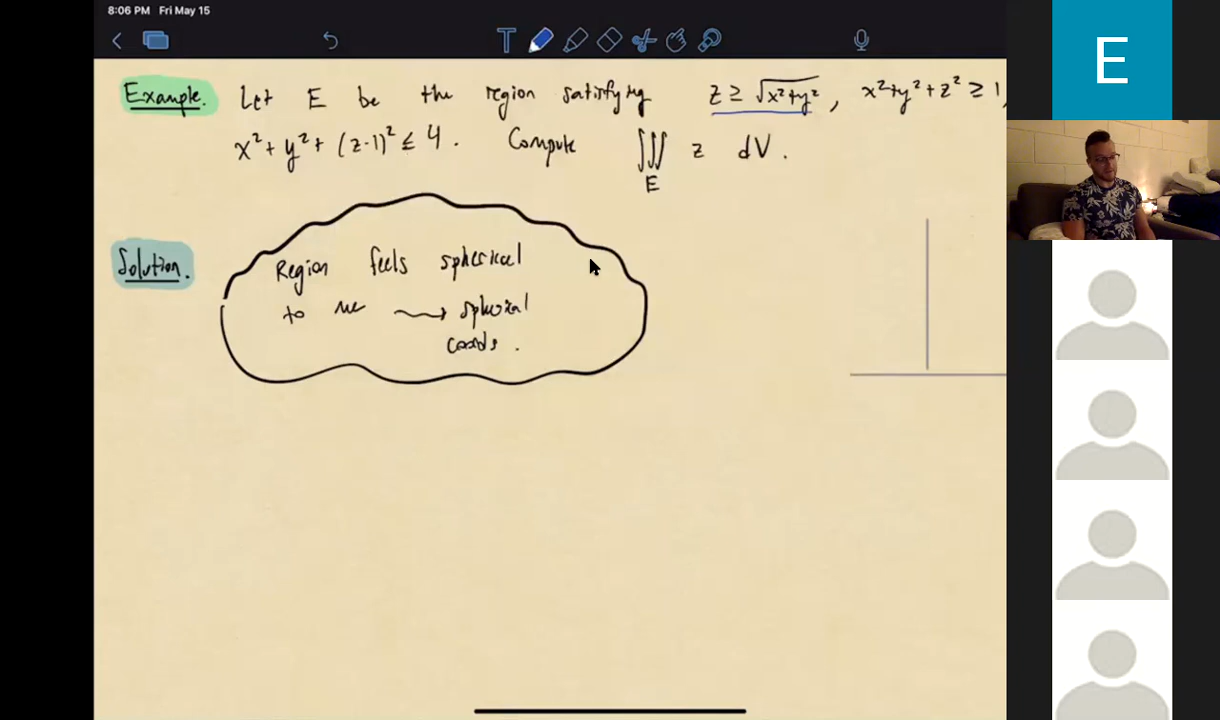 8:06 PM Fri May 15
Example. Let E be the region satisfying z ≥ √x²+y² , x²+y²+z² ≥ 1,
x²+y²+(z-1)² ≤ 4. Compute ∭ z dV.
E
Solution. Region feels spherical
to me ⟶ spherical
coords.
T
E